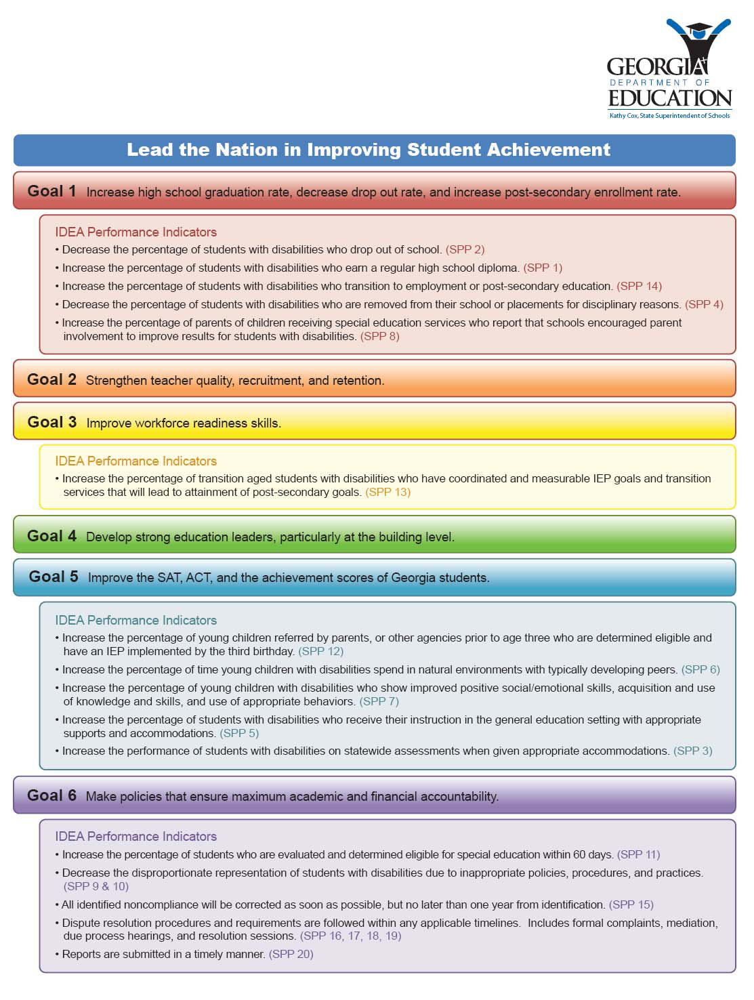 GEORGIA
DEPARTMENT OF
EDUCATION
Kathy Cox, State Superintendent of Schools
Lead the Nation in Improving Student Achievement
Goal 1 Increase high school graduation rate, decrease drop out rate, and increase post-secondary enrollment rate.
IDEA Performance Indicators
• Decrease the percentage of students with disabilities who drop out of school. (SPP 2)
• Increase the percentage of students with disabilities who earn a regular high school diploma. (SPP 1)
• Increase the percentage of students with disabilities who transition to employment or post-secondary education. (SPP 14)
• Decrease the percentage of students with disabilities who are removed from their school or placements for disciplinary reasons. (SPP 4)
• Increase the percentage of parents of children receiving special education services who report that schools encouraged parent
involvement to improve results for students with disabilities. (SPP 8)
Goal 2 Strengthen teacher quality, recruitment, and retention.
Goal 3 Improve workforce readiness skills.
IDEA Performance Indicators
• Increase the percentage of transition aged students with disabilities who have coordinated and measurable IEP goals and transition
services that will lead to attainment of post-secondary goals. (SPP 13)
Goal 4 Develop strong education leaders, particularly at the building level.
Goal 5 Improve the SAT, ACT, and the achievement scores of Georgia students.
IDEA Performance Indicators
• Increase the percentage of young children referred by parents, or other agencies prior to age three who are determined eligible and
have an IEP implemented by the third birthday. (SPP 12)
• Increase the percentage of time young children with disabilities spend in natural environments with typically developing peers. (SPP 6)
• Increase the percentage of young children with disabilities who show improved positive social/emotional skills, acquisition and use
of knowledge and skills, and use of appropriate behaviors. (SPP 7)
• Increase the percentage of students with disabilities who receive their instruction in the general education setting with appropriate
supports and accommodations. (SPP 5)
• Increase the performance of students with disabilities on statewide assessments when given appropriate accommodations. (SPP 3)
Goal 6 Make policies that ensure maximum academic and financial accountability.
IDEA Performance Indicators
• Increase the percentage of students who are evaluated and determined eligible for special education within 60 days. (SPP 11)
• Decrease the disproportionate representation of students with disabilities due to inappropriate policies, procedures, and practices.
(SPP 9 & 10)
• All identified noncompliance will be corrected as soon as possible, but no later than one year from identification. (SPP 15)
• Dispute resolution procedures and requirements are followed within any applicable timelines. Includes formal complaints, mediation,
due process hearings, and resolution sessions. (SPP 16, 17, 18, 19)
• Reports are submitted in a timely manner. (SPP 20)